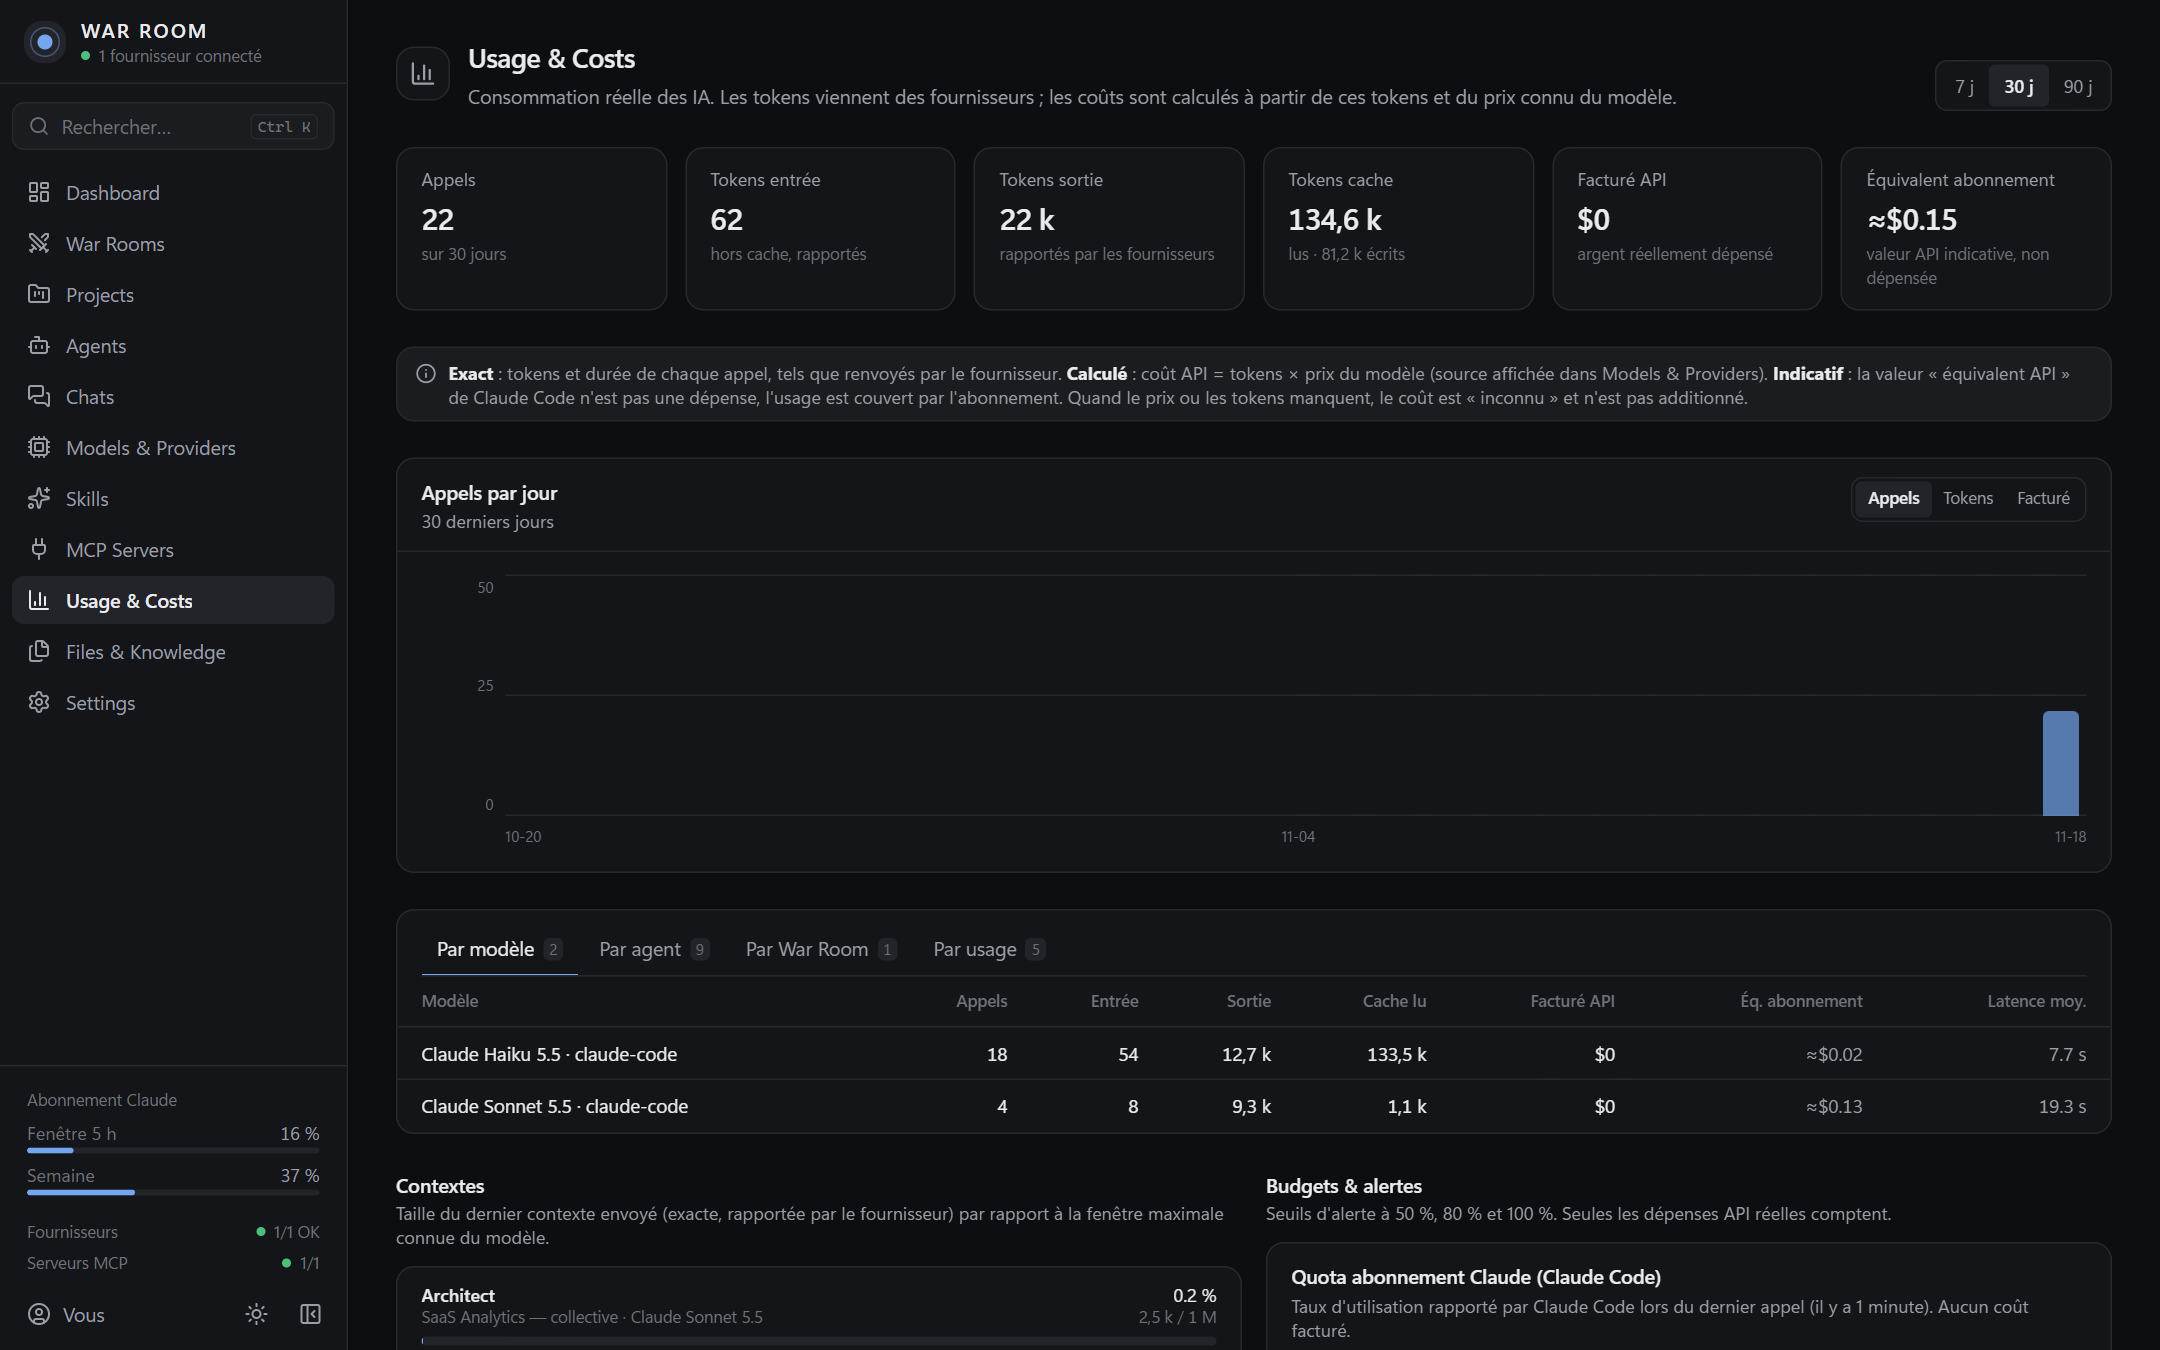 WAR ROOM
1 fournisseur connecté
Rechercher...
Ctrl K
Dashboard
War Rooms
Projects
Agents
Chats
Models & Providers
Skills
MCP Servers
Usage & Costs
Files & Knowledge
Settings
Abonnement Claude
Fenêtre 5 h 16 %
Semaine 37 %
Fournisseurs 1/1 OK
Serveurs MCP 1/1
Vous
Usage & Costs
Consommation réelle des IA. Les tokens viennent des fournisseurs ; les coûts sont calculés à partir de ces tokens et du prix connu du modèle.
7 j 30 j 90 j
Appels
22
sur 30 jours
Tokens entrée
62
hors cache, rapportés
Tokens sortie
22 k
rapportés par les fournisseurs
Tokens cache
134,6 k
lus · 81,2 k écrits
Facturé API
$0
argent réellement dépensé
Équivalent abonnement
≈$0.15
valeur API indicative, non
dépensée
Exact : tokens et durée de chaque appel, tels que renvoyés par le fournisseur. Calculé : coût API = tokens × prix du modèle (source affichée dans Models & Providers). Indicatif : la valeur « équivalent API »
de Claude Code n'est pas une dépense, l'usage est couvert par l'abonnement. Quand le prix ou les tokens manquent, le coût est « inconnu » et n'est pas additionné.
Appels par jour
30 derniers jours
Appels Tokens Facturé
50
25
0
10-20 11-04 11-18
Par modèle 2 Par agent 9 Par War Room 1 Par usage 5
Modèle Appels Entrée Sortie Cache lu Facturé API Éq. abonnement Latence moy.
Claude Haiku 5.5 · claude-code 18 54 12,7 k 133,5 k $0 ≈$0.02 7.7 s
Claude Sonnet 5.5 · claude-code 4 8 9,3 k 1,1 k $0 ≈$0.13 19.3 s
Contextes
Taille du dernier contexte envoyé (exacte, rapportée par le fournisseur) par rapport à la fenêtre maximale
connue du modèle.
Architect 0.2 %
SaaS Analytics — collective · Claude Sonnet 5.5 2,5 k / 1 M
Budgets & alertes
Seuils d'alerte à 50 %, 80 % et 100 %. Seules les dépenses API réelles comptent.
Quota abonnement Claude (Claude Code)
Taux d'utilisation rapporté par Claude Code lors du dernier appel (il y a 1 minute). Aucun coût
facturé.